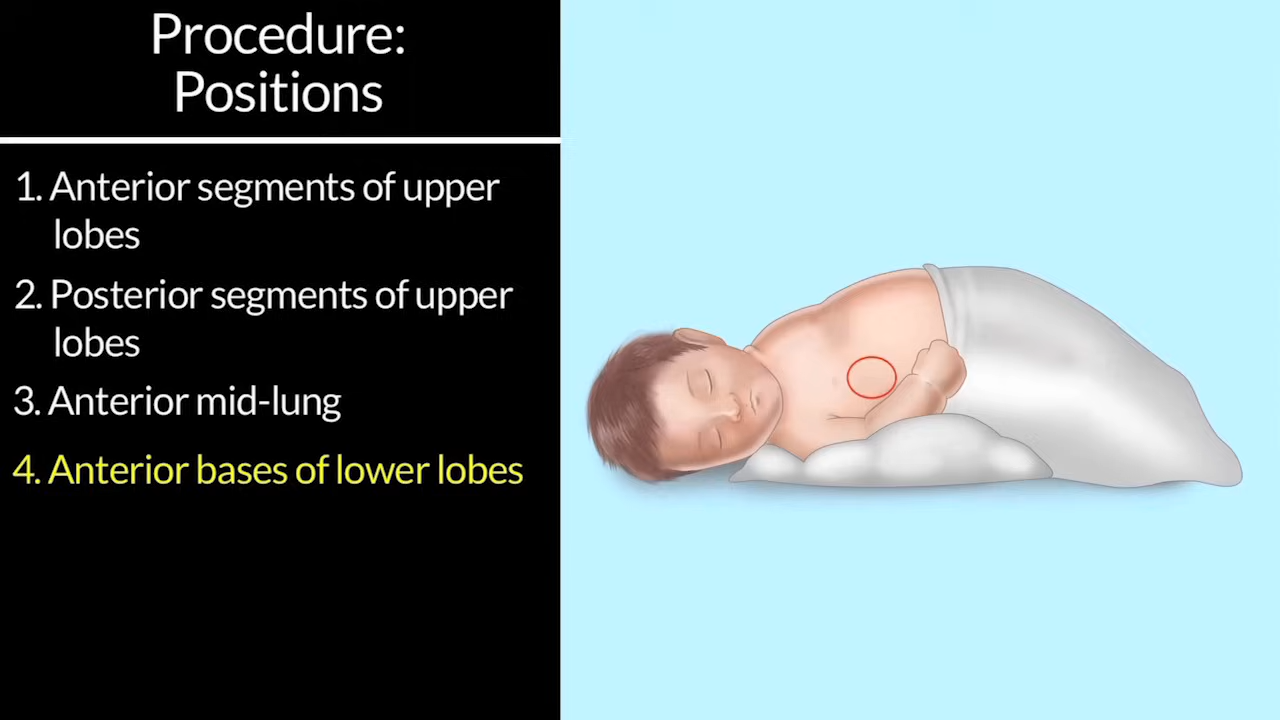 Procedure:
Positions
1. Anterior segments of upper
lobes
2. Posterior segments of upper
lobes
3. Anterior mid-lung
4. Anterior bases of lower lobes